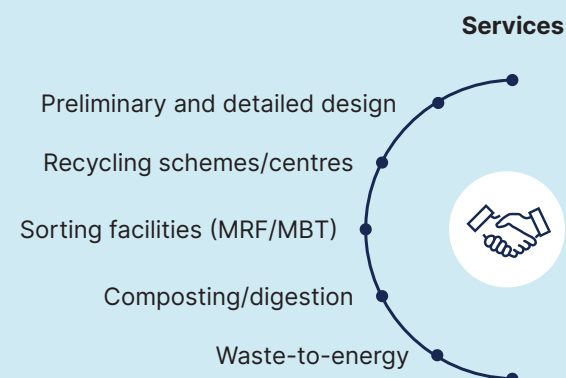 Services
Preliminary and detailed design
Recycling schemes/centres
Sorting facilities (MRF/MBT)
Composting/digestion
Waste-to-energy